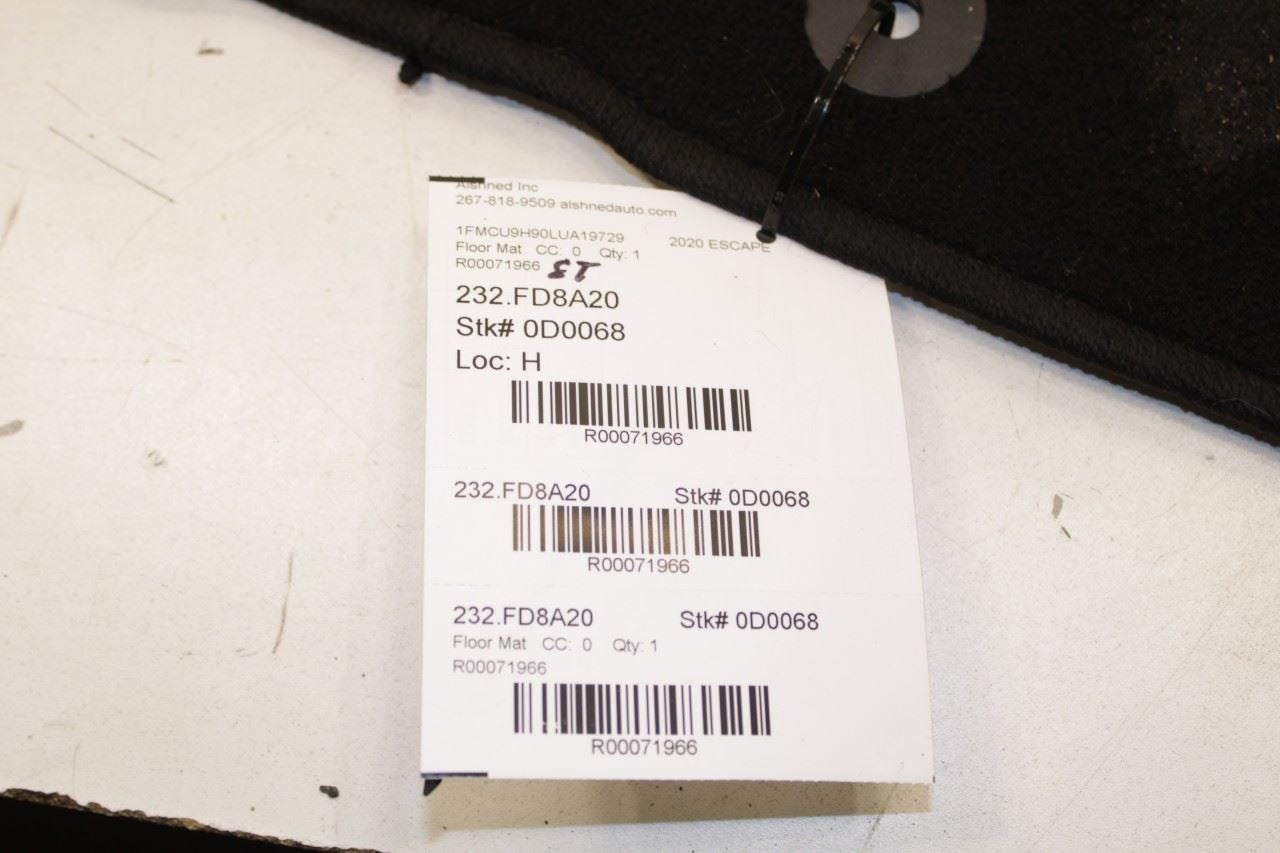 Alshned Inc
267-818-9509 alshnedauto.com
1FMCU9H90LUA19729 2020 ESCAPE
Floor Mat CC: 0 Qty: 1
R00071966
232.FD8A20
Stk# 0D0068
Loc: H
R00071966
232.FD8A20 Stk# 0D0068
R00071966
232.FD8A20 Stk# 0D0068
Floor Mat CC: 0 Qty: 1
R00071966
R00071966